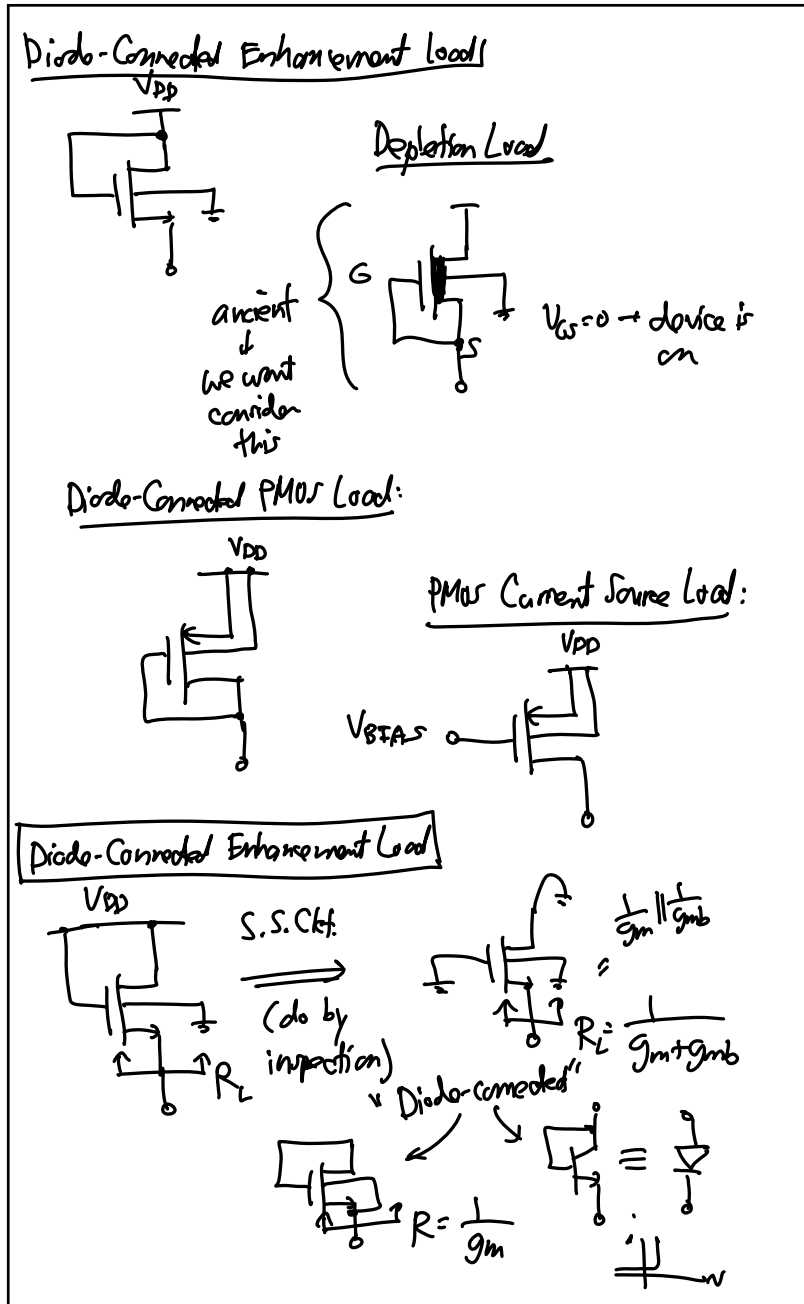 Diode-Connected Enhancement Load
VDD
Depletion Load
G
S
ancient
↓
we won't
consider
this
VGS=0 → device is
on
Diode-Connected PMOS Load:
VDD
PMOS Current Source Load:
VDD
VBIAS
Diode-Connected Enhancement Load
VDD
S.S. Ckt.
(do by
inspection)
RL
1/gm || 1/gmb
"
RL = 1/(gm+gmb)
"Diode-connected"
R = 1/gm
≡
i
v